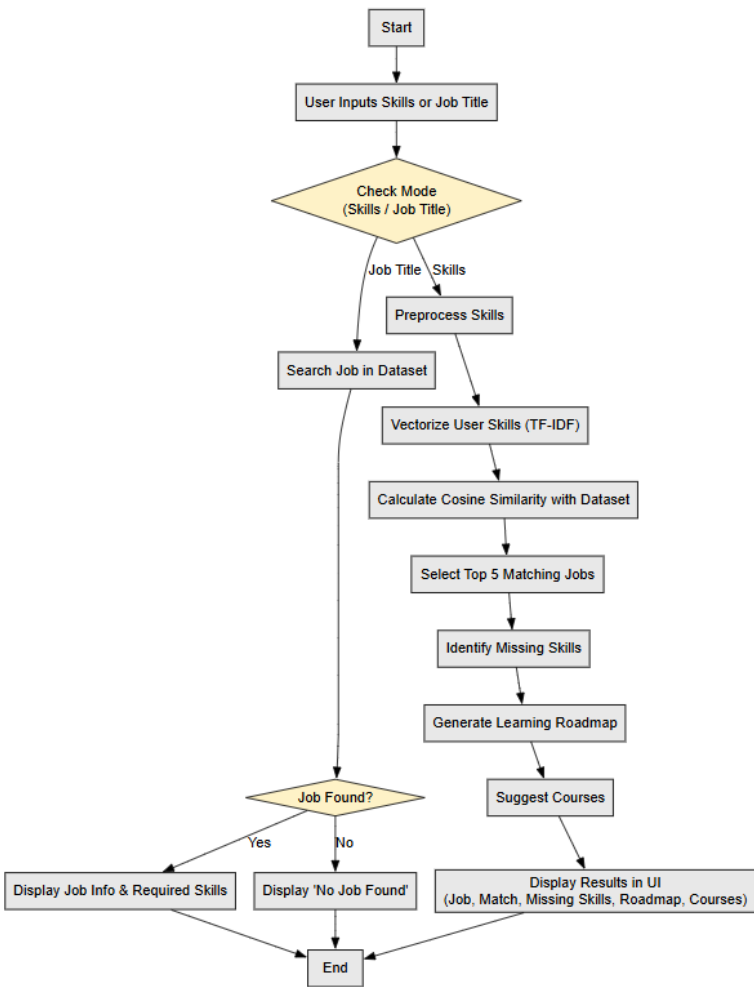 Start
User Inputs Skills or Job Title
Check Mode
(Skills / Job Title)
Job Title
Skills
Preprocess Skills
Search Job in Dataset
Vectorize User Skills (TF-IDF)
Calculate Cosine Similarity with Dataset
Select Top 5 Matching Jobs
Identify Missing Skills
Generate Learning Roadmap
Job Found?
Suggest Courses
Yes
No
Display Job Info & Required Skills
Display 'No Job Found'
Display Results in UI
(Job, Match, Missing Skills, Roadmap, Courses)
End